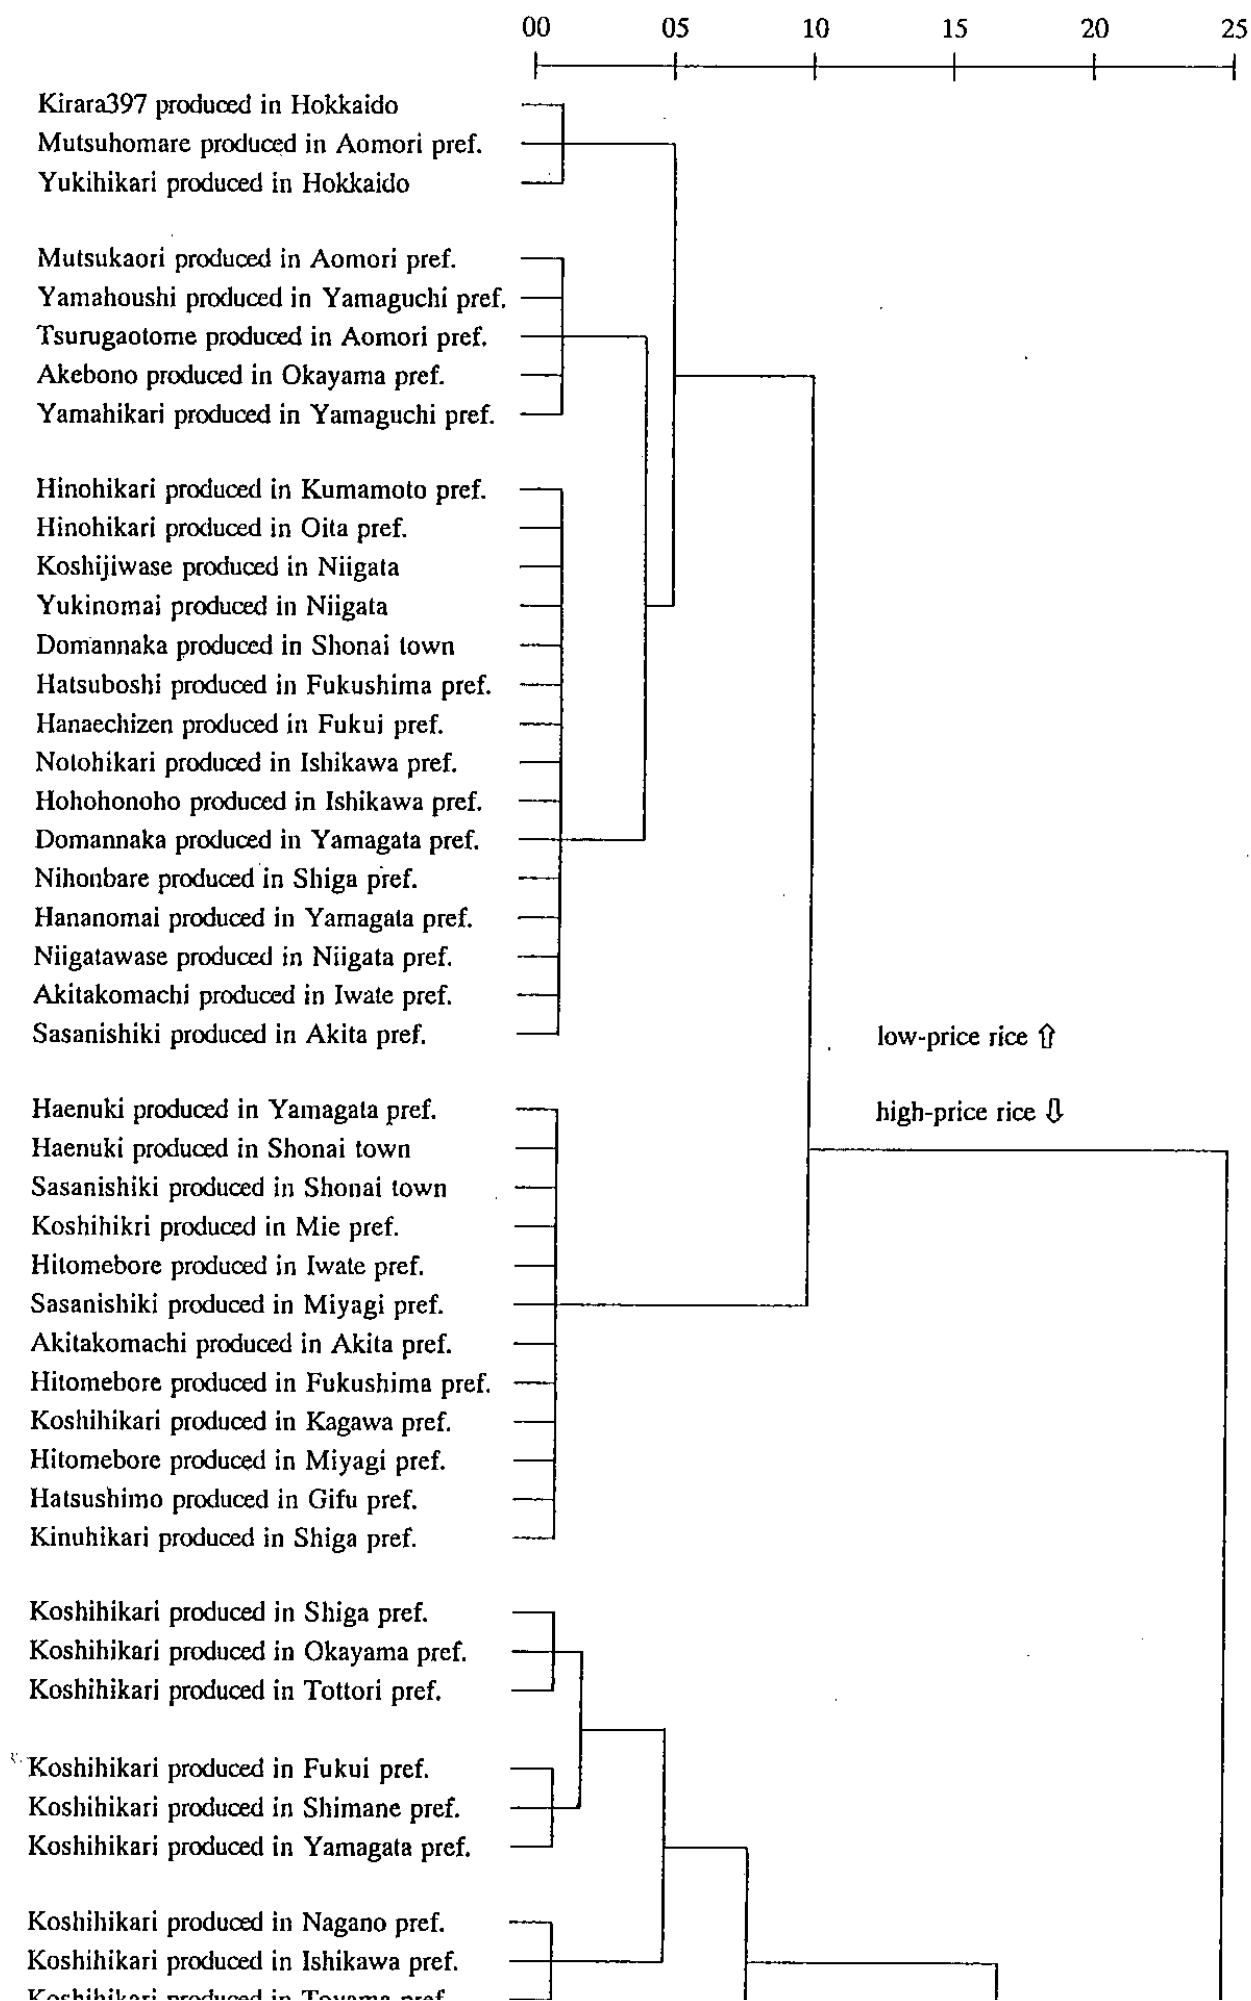 00 05 10 15 20 25
Kirara397 produced in Hokkaido
Mutsuhomare produced in Aomori pref.
Yukihikari produced in Hokkaido
Mutsukaori produced in Aomori pref.
Yamahoushi produced in Yamaguchi pref.
Tsurugaotome produced in Aomori pref.
Akebono produced in Okayama pref.
Yamahikari produced in Yamaguchi pref.
Hinohikari produced in Kumamoto pref.
Hinohikari produced in Oita pref.
Koshijiwase produced in Niigata
Yukinomai produced in Niigata
Domannaka produced in Shonai town
Hatsuboshi produced in Fukushima pref.
Hanaechizen produced in Fukui pref.
Notohikari produced in Ishikawa pref.
Hohohonoho produced in Ishikawa pref.
Domannaka produced in Yamagata pref.
Nihonbare produced in Shiga pref.
Hananomai produced in Yamagata pref.
Niigatawase produced in Niigata pref.
Akitakomachi produced in Iwate pref.
Sasanishiki produced in Akita pref.
low-price rice ⇧
high-price rice ⇩
Haenuki produced in Yamagata pref.
Haenuki produced in Shonai town
Sasanishiki produced in Shonai town
Koshihikri produced in Mie pref.
Hitomebore produced in Iwate pref.
Sasanishiki produced in Miyagi pref.
Akitakomachi produced in Akita pref.
Hitomebore produced in Fukushima pref.
Koshihikari produced in Kagawa pref.
Hitomebore produced in Miyagi pref.
Hatsushimo produced in Gifu pref.
Kinuhikari produced in Shiga pref.
Koshihikari produced in Shiga pref.
Koshihikari produced in Okayama pref.
Koshihikari produced in Tottori pref.
Koshihikari produced in Fukui pref.
Koshihikari produced in Shimane pref.
Koshihikari produced in Yamagata pref.
Koshihikari produced in Nagano pref.
Koshihikari produced in Ishikawa pref.
Koshihikari produced in Toyama pref.